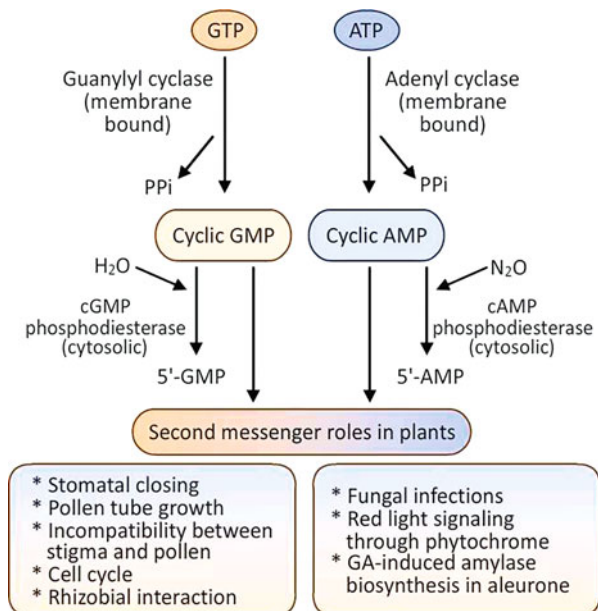 GTP
ATP
Guanylyl cyclase
(membrane
bound)
Adenyl cyclase
(membrane
bound)
PPi
PPi
Cyclic GMP
Cyclic AMP
H₂O
N₂O
cGMP
phosphodiesterase
(cytosolic)
cAMP
phosphodiesterase
(cytosolic)
5'-GMP
5'-AMP
Second messenger roles in plants
* Stomatal closing
* Pollen tube growth
* Incompatibility between
stigma and pollen
* Cell cycle
* Rhizobial interaction
* Fungal infections
* Red light signaling
through phytochrome
* GA-induced amylase
biosynthesis in aleurone